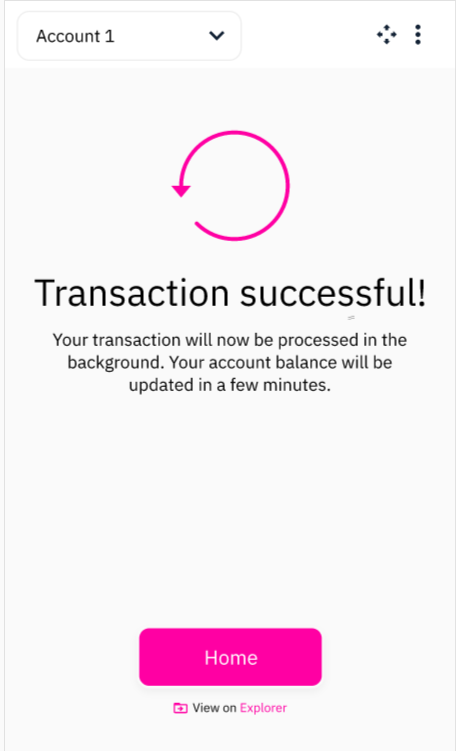 Account 1
Transaction successful!
Your transaction will now be processed in the
background. Your account balance will be
updated in a few minutes.
Home
View on Explorer